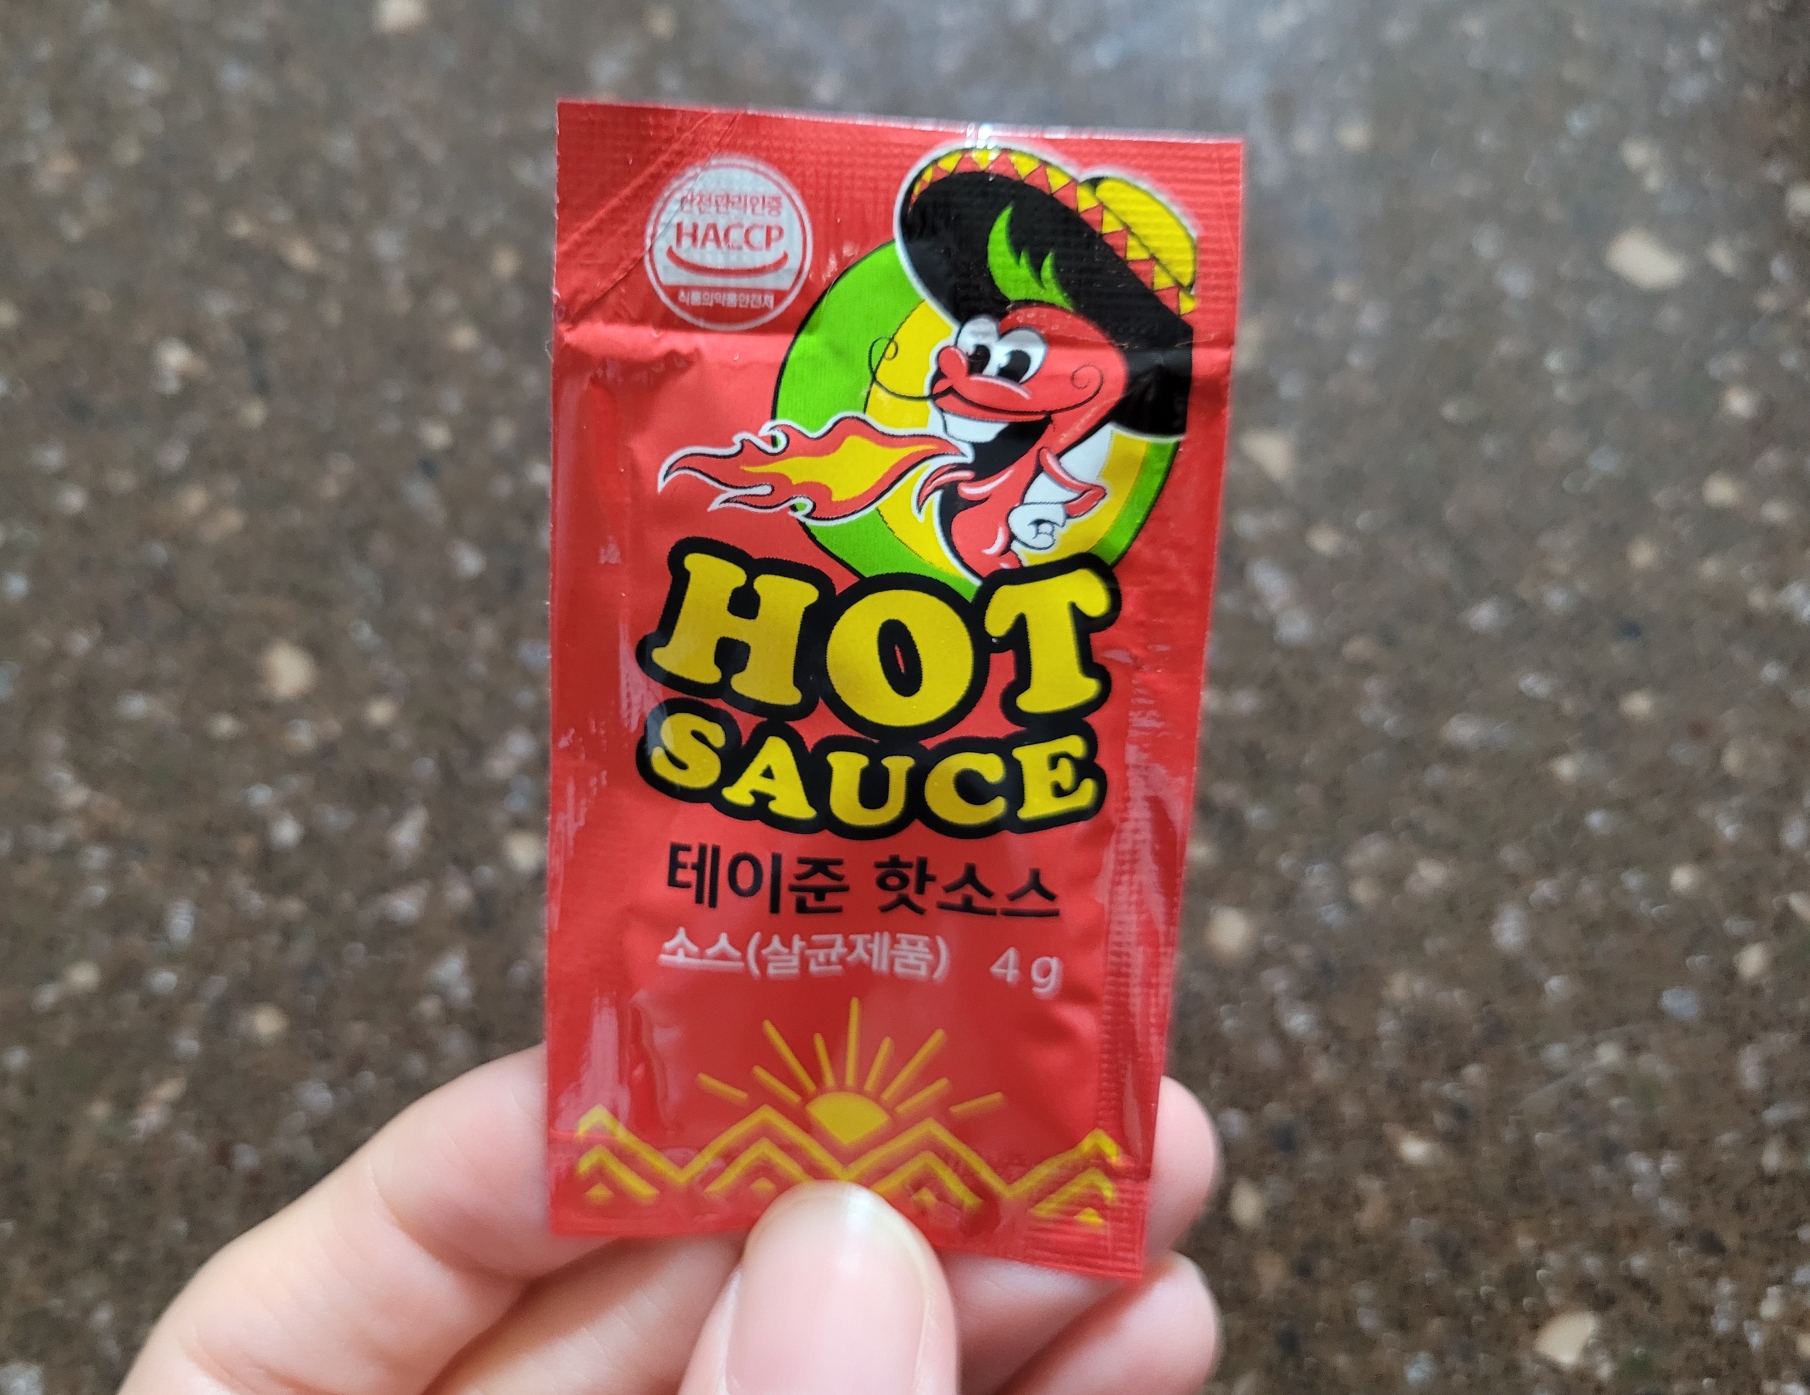 안전관리인증
HACCP
식품의약품안전처
HOT
SAUCE
테이준 핫소스
소스(살균제품) 4g